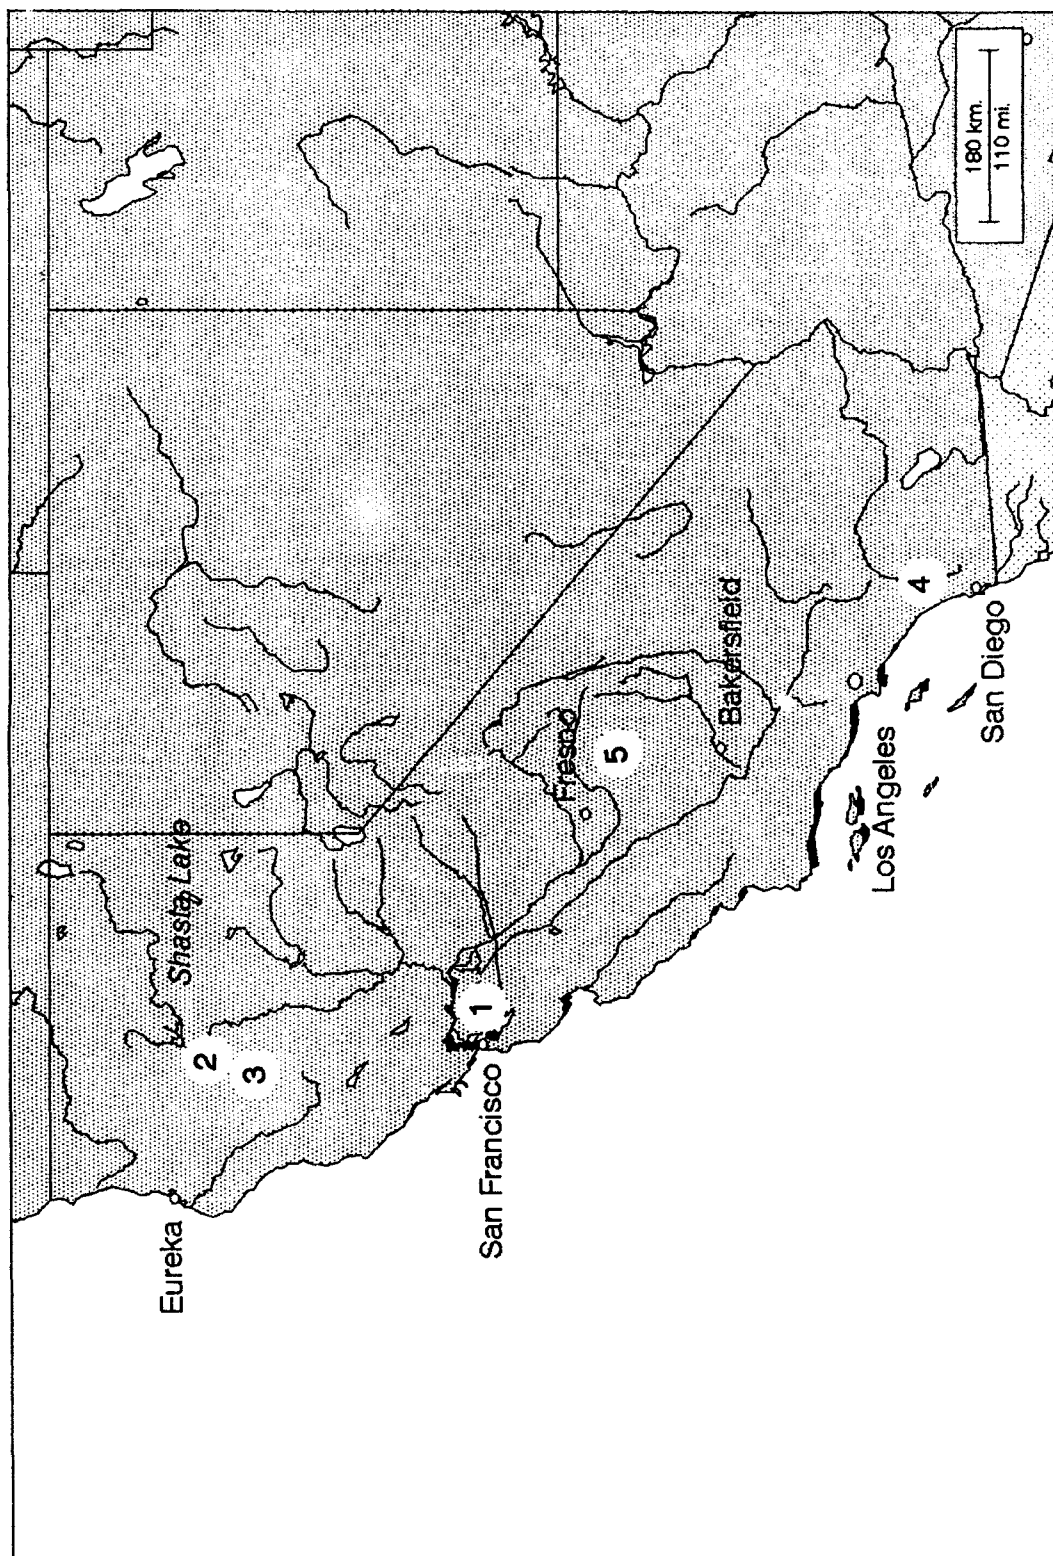 Eureka
Shasta Lake
2
3
San Francisco
1
Fresno
5
Bakersfield
Los Angeles
4
San Diego
180 km.
110 mi.